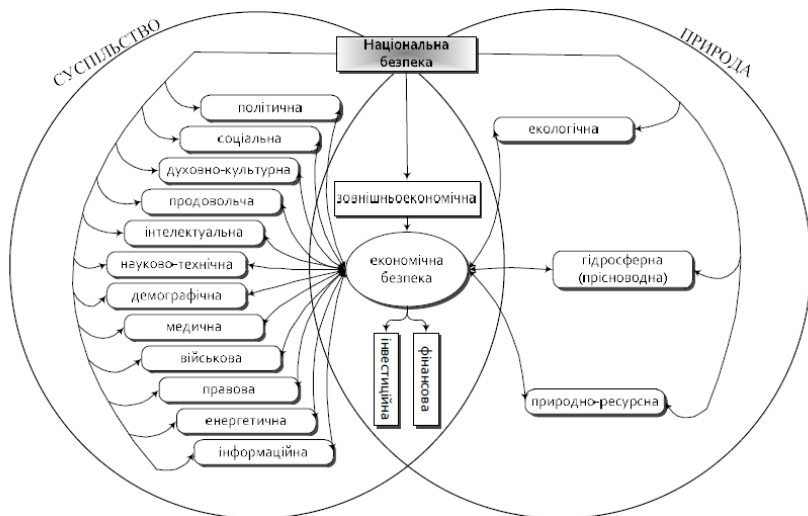 СУСПІЛЬСТВО
ПРИРОДА
Національна
безпека
політична
соціальна
духовно-культурна
продовольча
інтелектуальна
науково-технічна
демографічна
медична
військова
правова
енергетична
інформаційна
зовнішньоекономічна
економічна
безпека
інвестиційна
фінансова
екологічна
гідросферна
(прісноводна)
природно-ресурсна